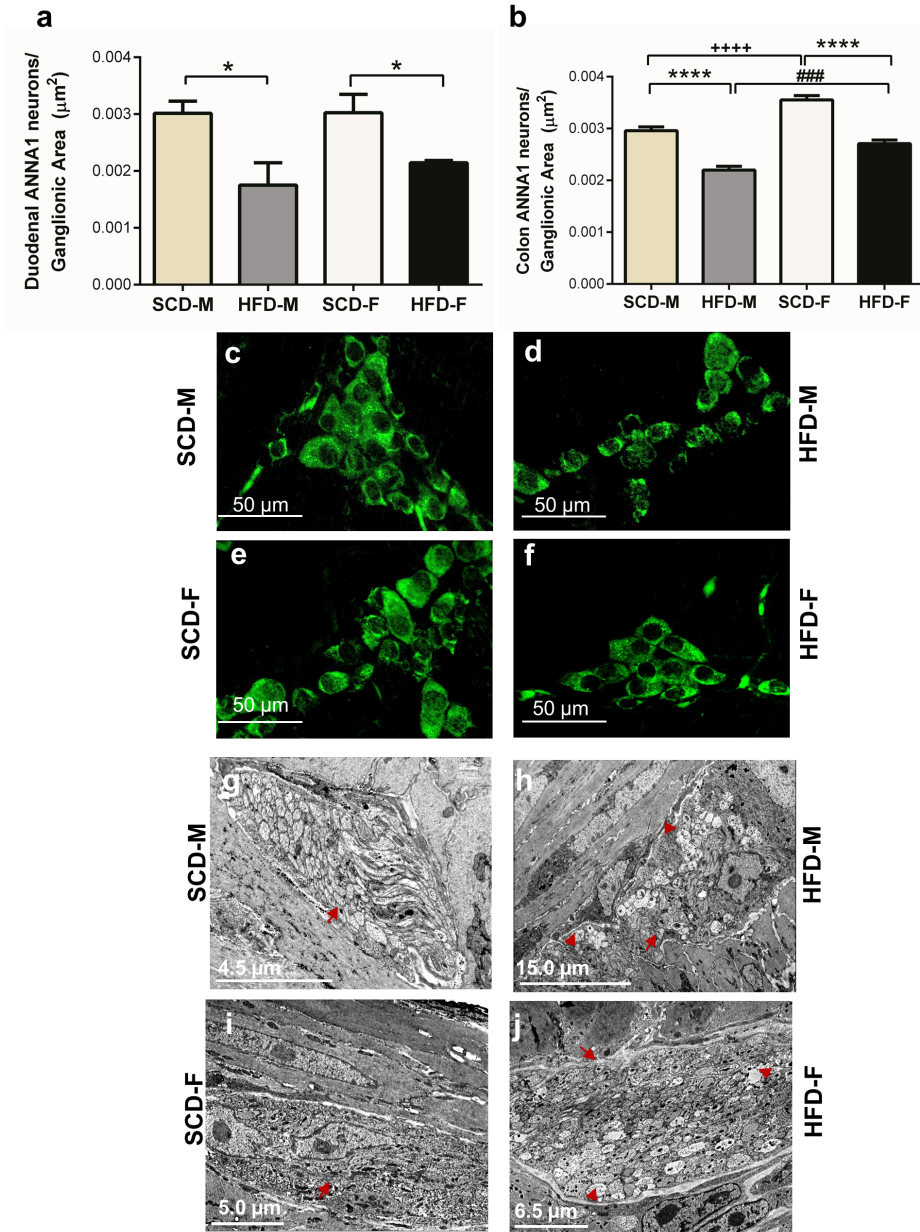 a
Duodenal ANNA1 neurons/
Ganglionic Area (μm²)
0.004
0.003
0.002
0.001
0.000
*
*
SCD-M
HFD-M
SCD-F
HFD-F
b
Colon ANNA1 neurons/
Ganglionic Area (μm²)
0.004
0.003
0.002
0.001
0.000
++++
****
****
###
SCD-M
HFD-M
SCD-F
HFD-F
SCD-M
c
50 μm
d
50 μm
HFD-M
SCD-F
e
50 μm
f
50 μm
HFD-F
SCD-M
g
4.5 μm
h
15.0 μm
HFD-M
SCD-F
i
5.0 μm
j
6.5 μm
HFD-F